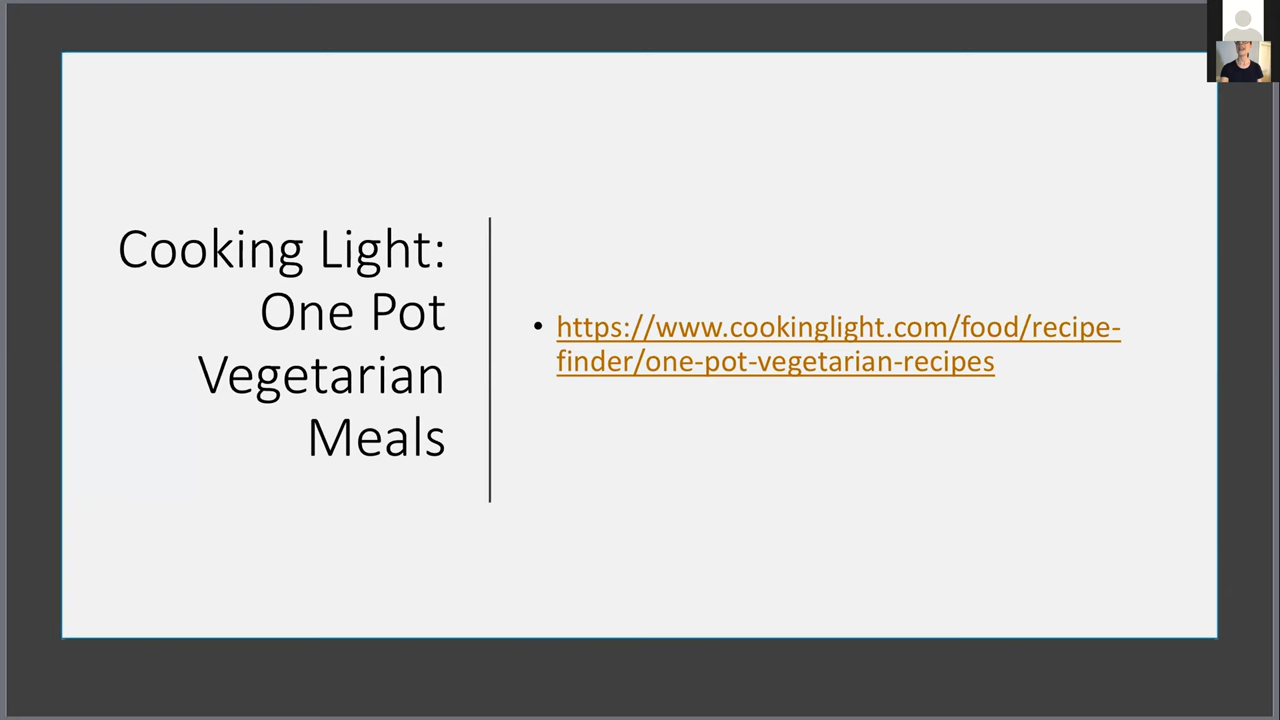 Cooking Light:
One Pot
Vegetarian
Meals
• https://www.cookinglight.com/food/recipe-
finder/one-pot-vegetarian-recipes